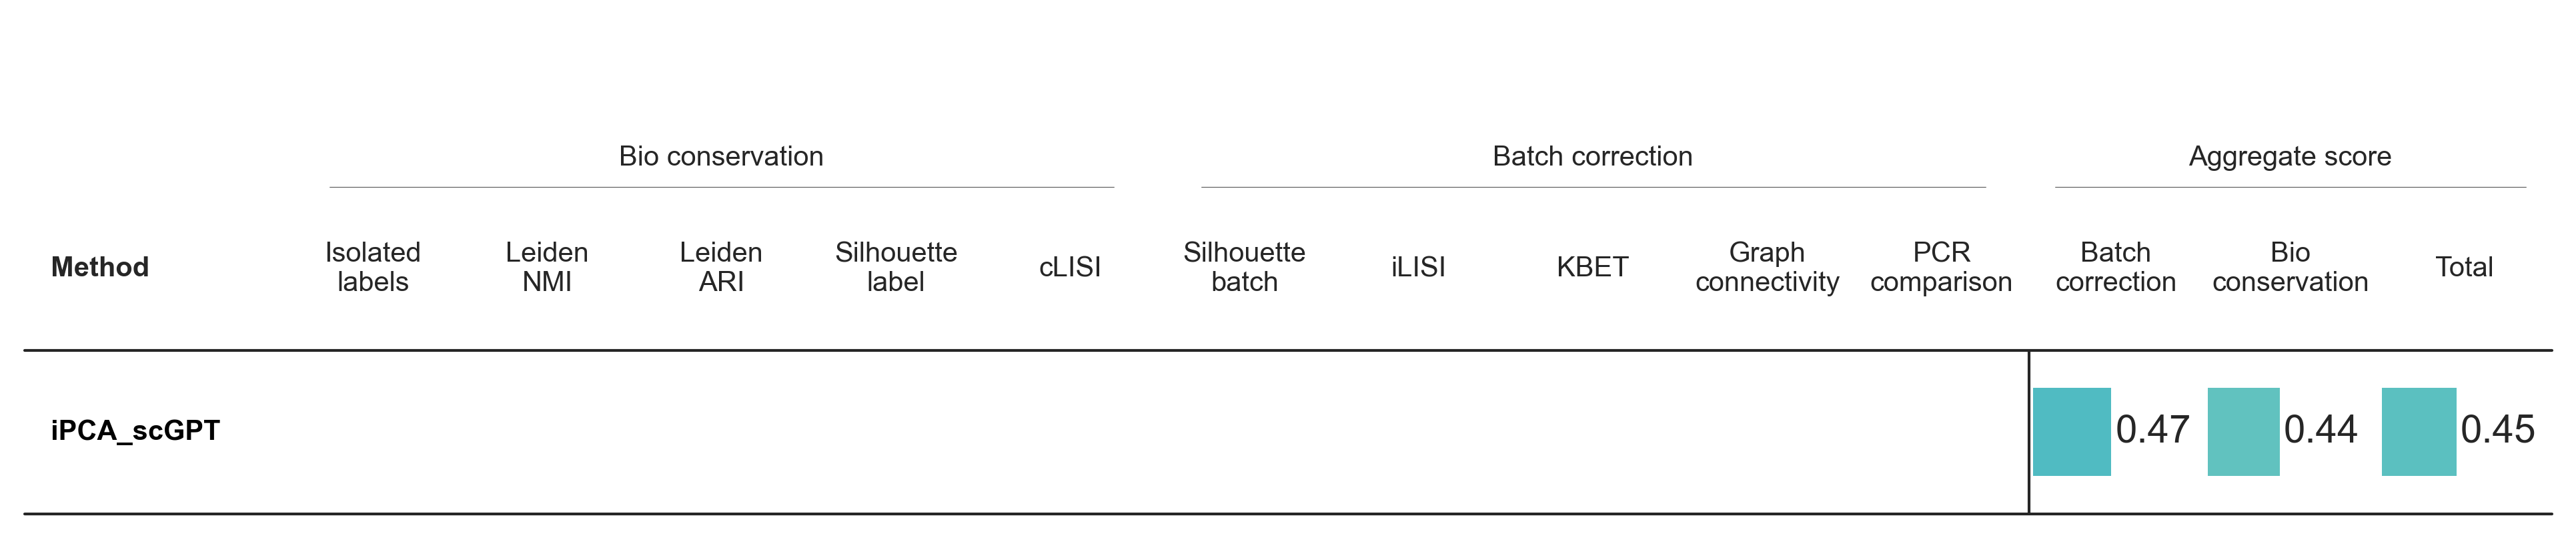 Bio conservation Batch correction Aggregate score
Method Isolated labels Leiden NMI Leiden ARI Silhouette label cLISI Silhouette batch iLISI KBET Graph connectivity PCR comparison Batch correction Bio conservation Total
iPCA_scGPT 0.47 0.44 0.45